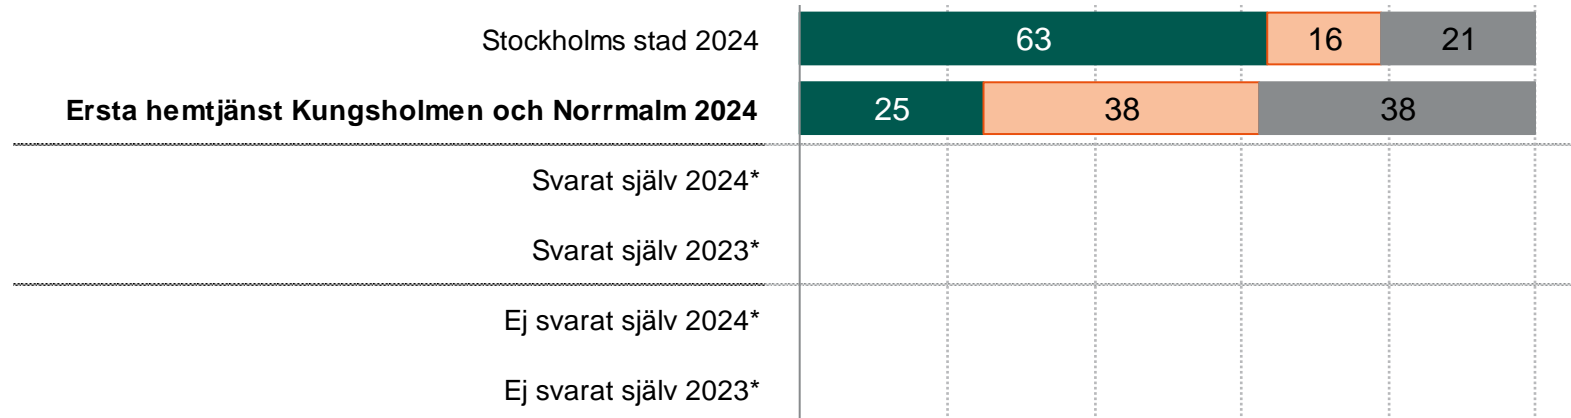 Stockholms stad 2024 63 16 21
Ersta hemtjänst Kungsholmen och Norrmalm 2024 25 38 38
Svarat själv 2024*
Svarat själv 2023*
Ej svarat själv 2024*
Ej svarat själv 2023*